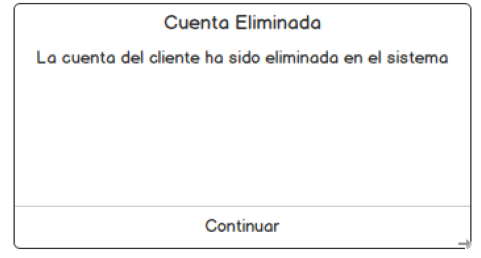 Cuenta Eliminada
La cuenta del cliente ha sido eliminada en el sistema
Continuar